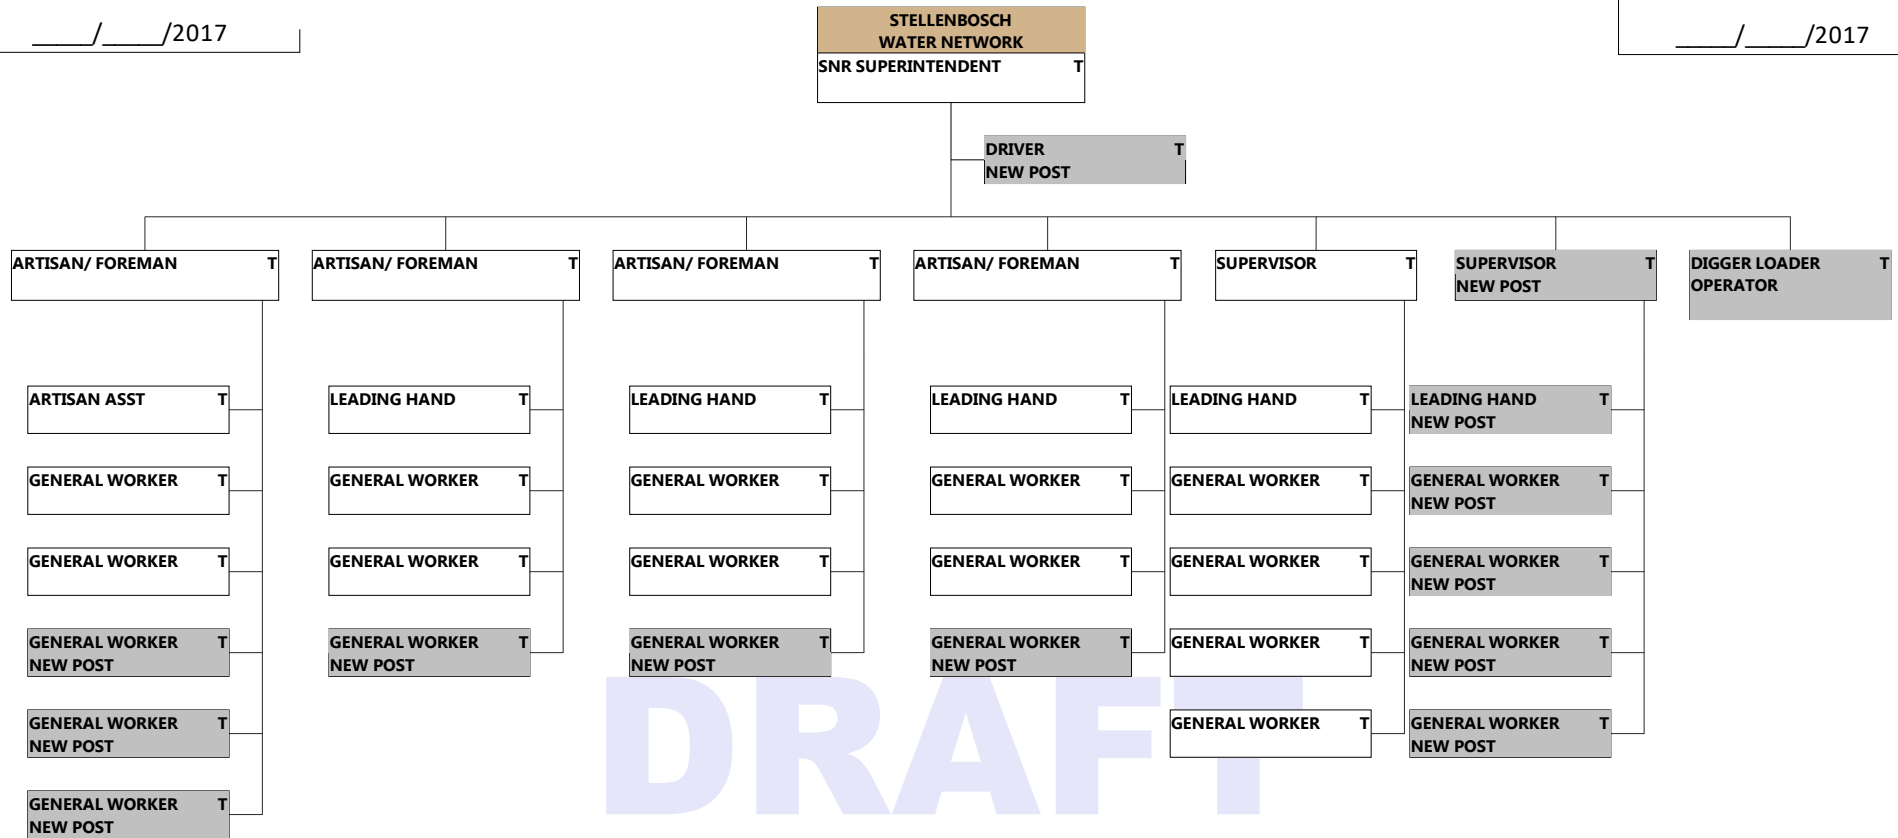 _____/_____/2017
_____/_____/2017
STELLENBOSCH
WATER NETWORK
SNR SUPERINTENDENT T
DRIVER T
NEW POST
ARTISAN/ FOREMAN T
ARTISAN/ FOREMAN T
ARTISAN/ FOREMAN T
ARTISAN/ FOREMAN T
SUPERVISOR T
SUPERVISOR T
NEW POST
DIGGER LOADER T
OPERATOR
ARTISAN ASST T
LEADING HAND T
LEADING HAND T
LEADING HAND T
LEADING HAND T
LEADING HAND T
NEW POST
GENERAL WORKER T
GENERAL WORKER T
GENERAL WORKER T
GENERAL WORKER T
GENERAL WORKER T
GENERAL WORKER T
NEW POST
GENERAL WORKER T
GENERAL WORKER T
GENERAL WORKER T
GENERAL WORKER T
GENERAL WORKER T
GENERAL WORKER T
NEW POST
GENERAL WORKER T
NEW POST
GENERAL WORKER T
NEW POST
GENERAL WORKER T
NEW POST
GENERAL WORKER T
NEW POST
GENERAL WORKER T
GENERAL WORKER T
NEW POST
GENERAL WORKER T
NEW POST
GENERAL WORKER T
GENERAL WORKER T
NEW POST
GENERAL WORKER T
NEW POST
DRAFT